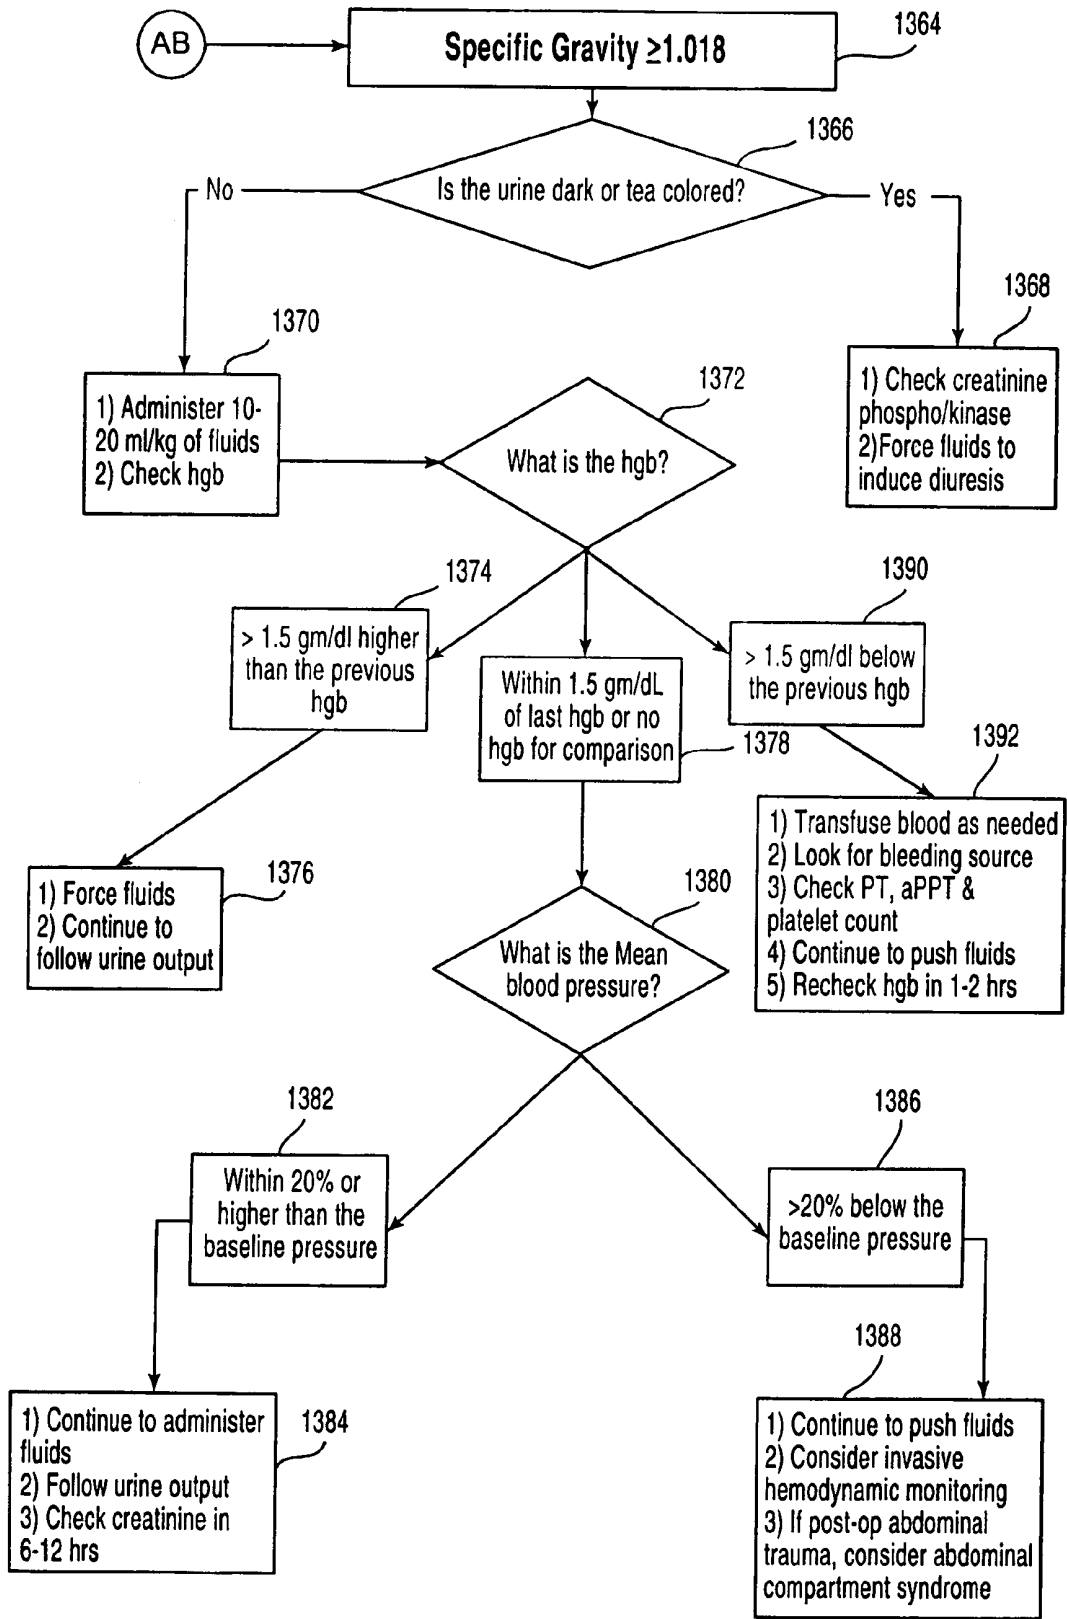 AB
Specific Gravity ≥1.018
1364
1366
Is the urine dark or tea colored?
No
Yes
1368
1) Check creatinine
phospho/kinase
2)Force fluids to
induce diuresis
1370
1) Administer 10-
20 ml/kg of fluids
2) Check hgb
1372
What is the hgb?
1374
> 1.5 gm/dl higher
than the previous
hgb
1376
1) Force fluids
2) Continue to
follow urine output
Within 1.5 gm/dL
of last hgb or no
hgb for comparison
1378
1390
> 1.5 gm/dl below
the previous hgb
1392
1) Transfuse blood as needed
2) Look for bleeding source
3) Check PT, aPPT &
platelet count
4) Continue to push fluids
5) Recheck hgb in 1-2 hrs
1380
What is the Mean
blood pressure?
1382
Within 20% or
higher than the
baseline pressure
1384
1) Continue to administer
fluids
2) Follow urine output
3) Check creatinine in
6-12 hrs
1386
>20% below the
baseline pressure
1388
1) Continue to push fluids
2) Consider invasive
hemodynamic monitoring
3) If post-op abdominal
trauma, consider abdominal
compartment syndrome